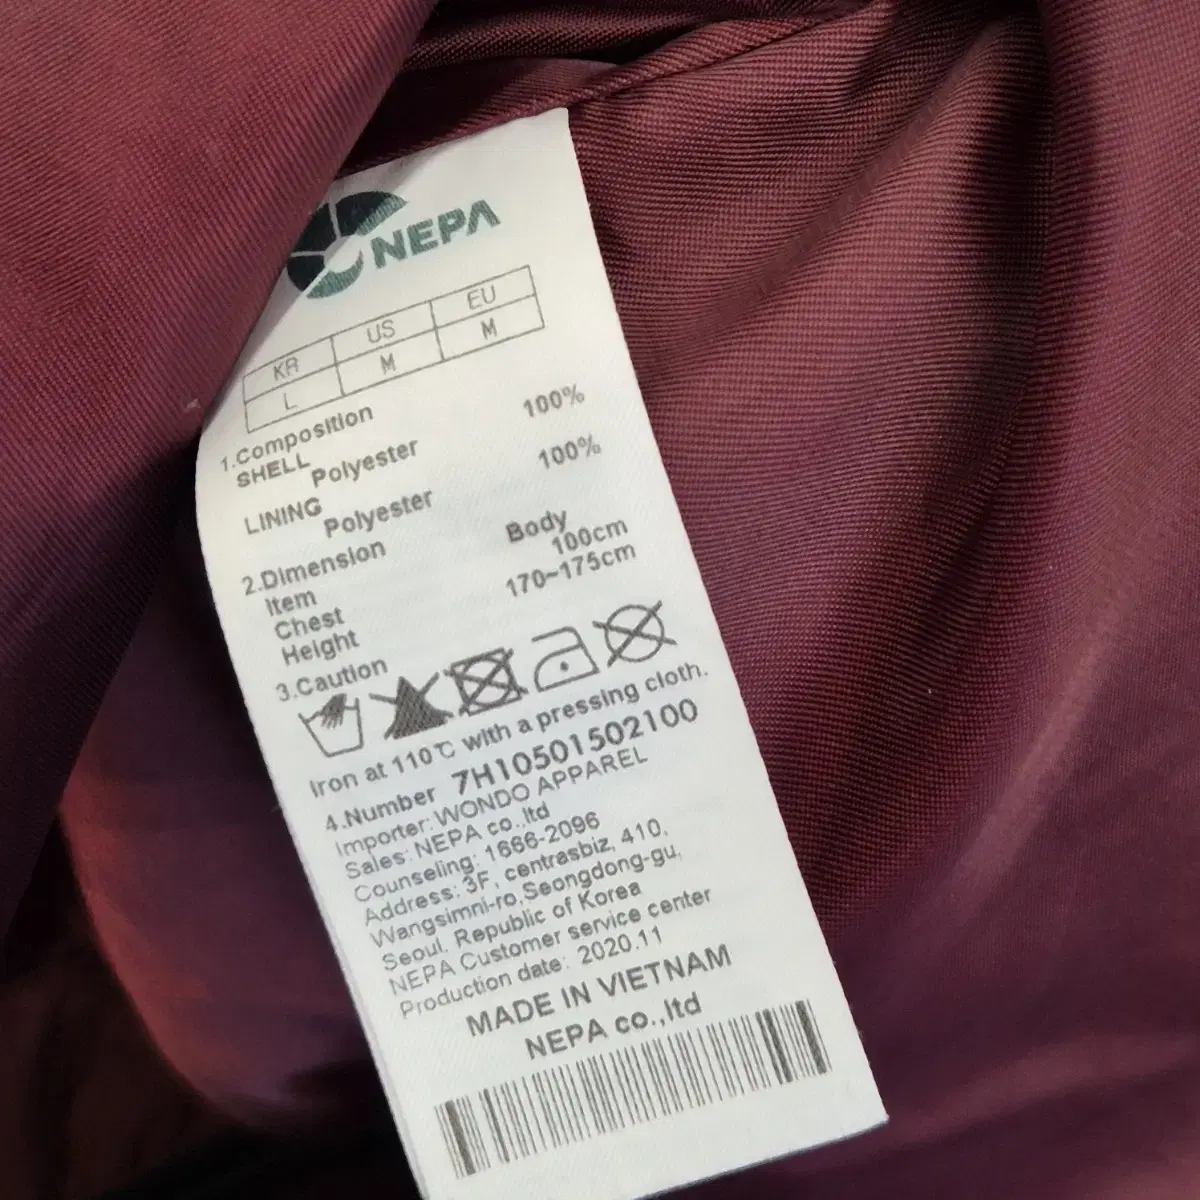 NEPA
KR US EU
L M M
1.Composition
SHELL
Polyester 100%
LINING
Polyester 100%
2.Dimension
Item Body
Chest 100cm
Height 170~175cm
3.Caution
Iron at 110℃ with a pressing cloth.
4.Number 7H10501502100
Importer: WONDO APPAREL
Sales: NEPA co.,ltd
Counseling: 1666-2096
Address: 3F, centrasbiz, 410,
Wangsimni-ro,Seongdong-gu,
Seoul, Republic of Korea
NEPA Customer service center
Production date: 2020.11
MADE IN VIETNAM
NEPA co.,ltd